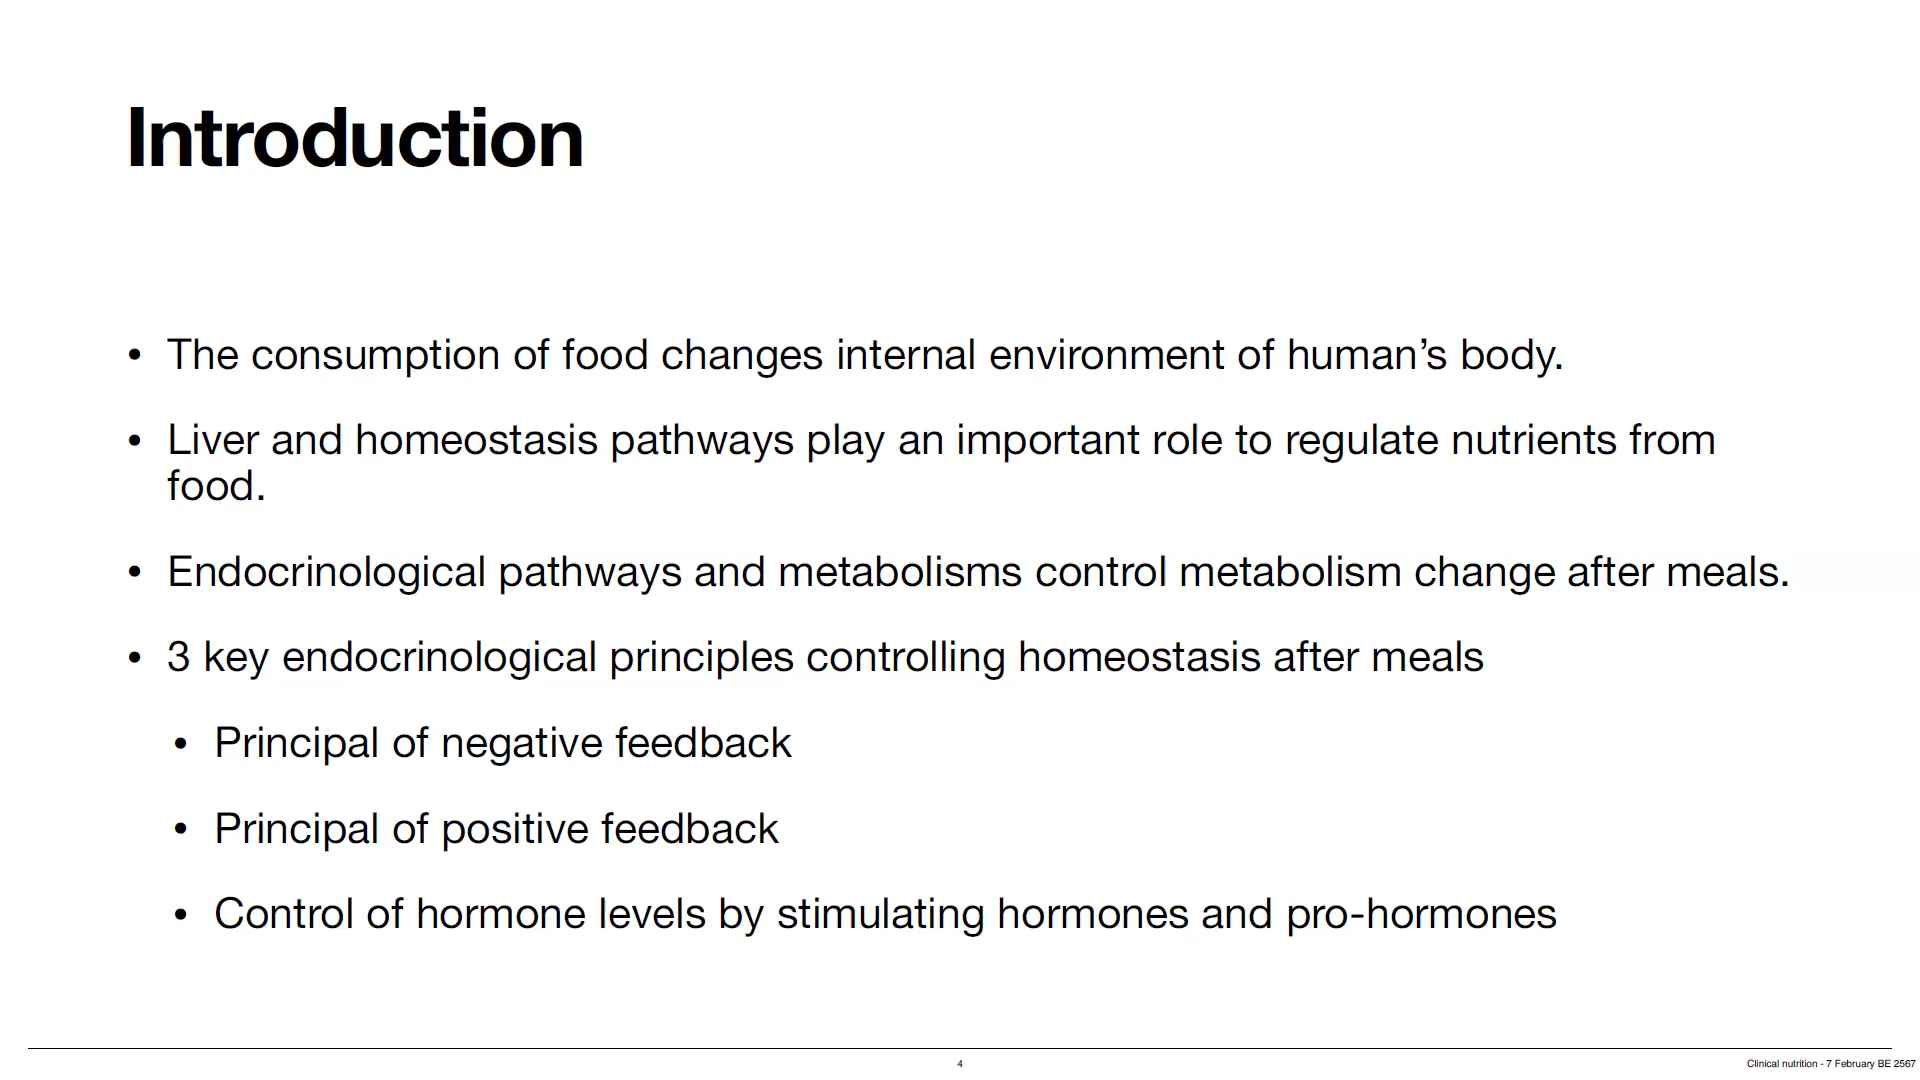 Introduction
• The consumption of food changes internal environment of human’s body.
• Liver and homeostasis pathways play an important role to regulate nutrients from
food.
• Endocrinological pathways and metabolisms control metabolism change after meals.
• 3 key endocrinological principles controlling homeostasis after meals
• Principal of negative feedback
• Principal of positive feedback
• Control of hormone levels by stimulating hormones and pro-hormones
4
Clinical nutrition - 7 February BE 2567